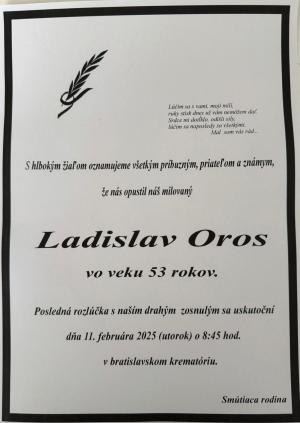 Lúčim sa s vami, moji milí,
ruky stisk dnes už vám nemôžem dať.
Srdce mi dotĺklo, odišli sily,
lúčim sa naposledy so všetkými,
Mal som vás rád...
S hlbokým žiaľom oznamujeme všetkým príbuzným, priateľom a známym,
že nás opustil náš milovaný
Ladislav Oros
vo veku 53 rokov.
Posledná rozlúčka s naším drahým zosnulým sa uskutoční
dňa 11. februára 2025 (utorok) o 8:45 hod.
v bratislavskom krematóriu.
Smútiaca rodina